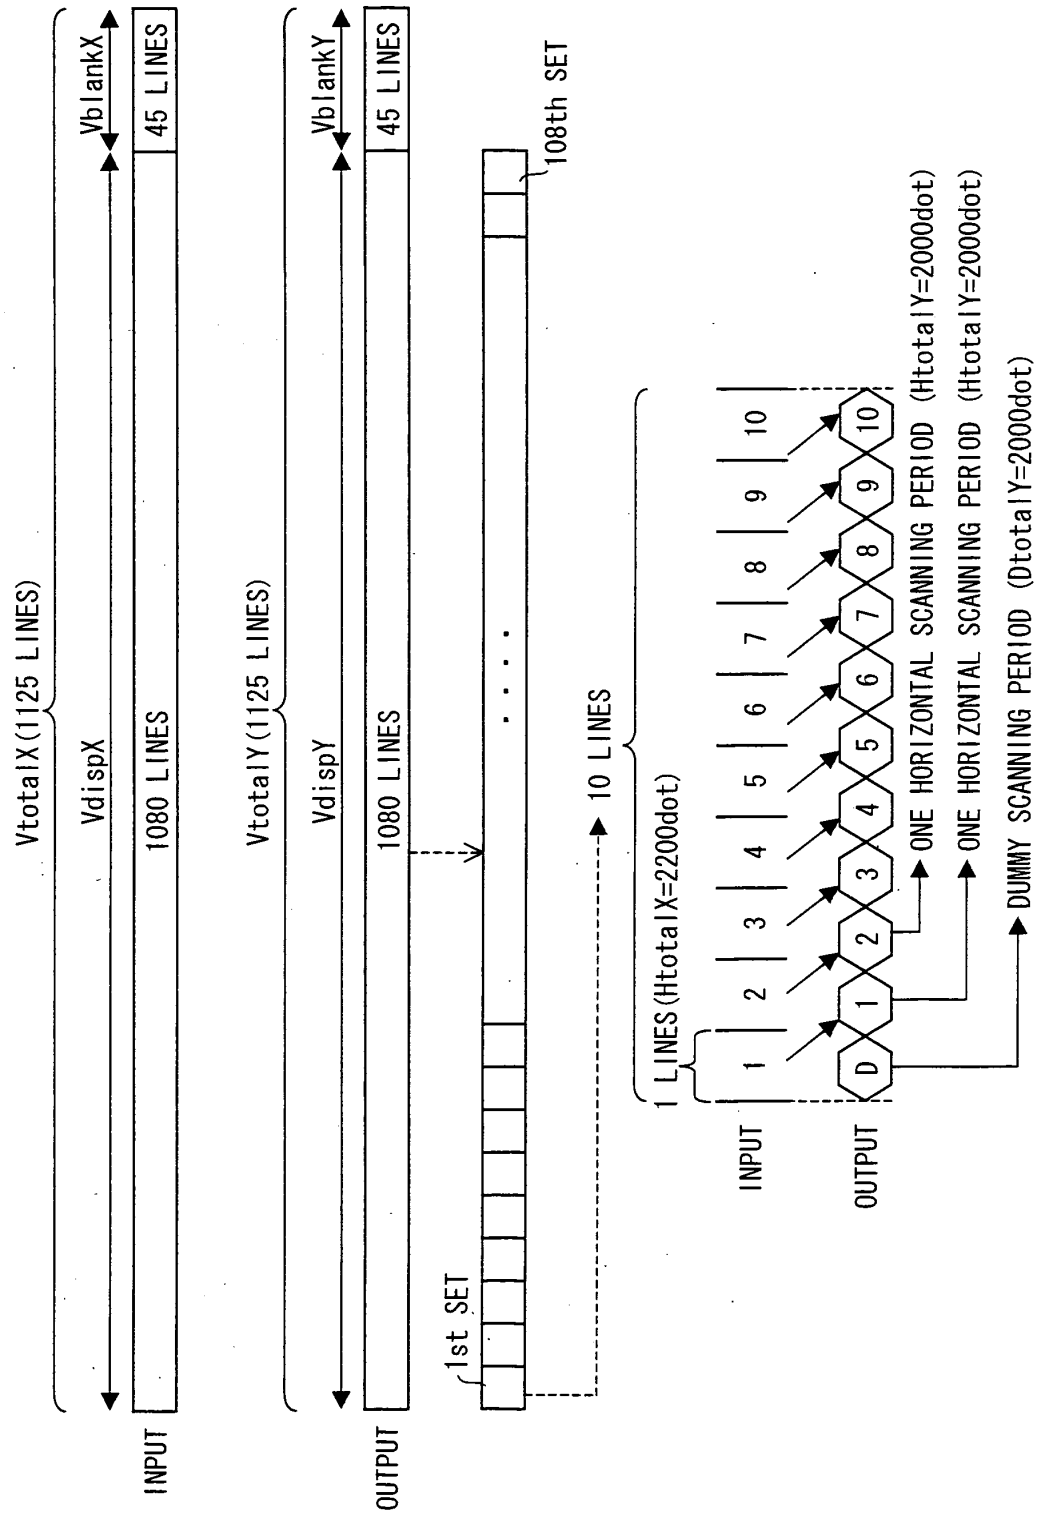 VtotalX(1125 LINES)
VdispX
VblankX
INPUT
1080 LINES
45 LINES
VtotalY(1125 LINES)
VdispY
VblankY
OUTPUT
1080 LINES
45 LINES
1st SET
108th SET
10 LINES
1 LINES(HtotalX=2200dot)
INPUT
1 2 3 4 5 6 7 8 9 10
OUTPUT
D 1 2 3 4 5 6 7 8 9 10
ONE HORIZONTAL SCANNING PERIOD (HtotalY=2000dot)
ONE HORIZONTAL SCANNING PERIOD (HtotalY=2000dot)
DUMMY SCANNING PERIOD (DtotalY=2000dot)